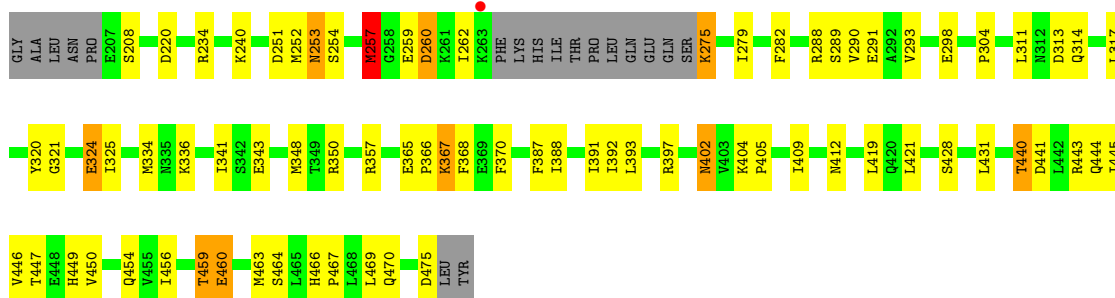 GLY ALA LEU ASN PRO E207 S208 D220 R234 K240 D251 M252 N253 S254 M257 G258 E259 D260 K261 I262 K263 PHE LYS HIS ILE THR PRO LEU GLN GLU GLN SER K275 I279 F282 R288 S289 V290 E291 A292 V293 E298 P304 L311 N312 D313 Q314 L317
Y320 G321 E324 I325 M334 N335 K336 I341 S342 E343 M348 T349 R350 R357 E365 P366 K367 F368 E369 F370 F387 I388 I391 I392 L393 R397 N402 V403 K404 P405 I409 N412 L419 Q420 L421 S428 L431 T440 D441 L442 R443 Q444 I445
V446 T447 E448 H449 V450 Q454 V455 I456 T459 E460 M463 S464 L465 H466 P467 L468 L469 Q470 D475 LEU TYR